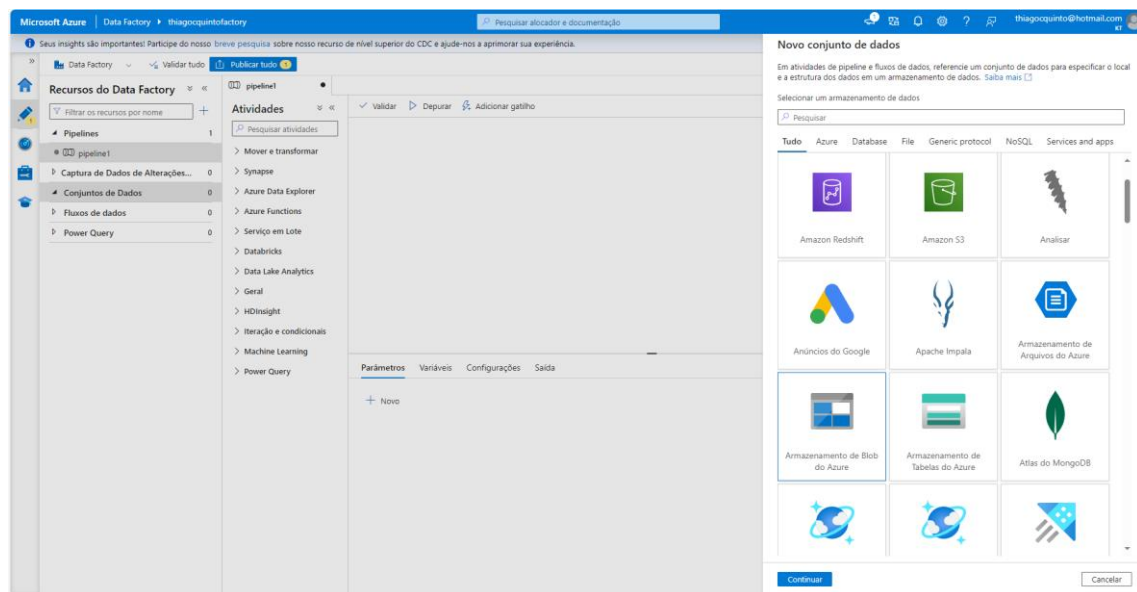 Microsoft Azure
Data Factory
thiagocquintofactory
Pesquisar alocador e documentação
thiagocquinto@hotmail.com
KT
Seus insights são importantes! Participe do nosso breve pesquisa sobre nosso recurso de nível superior do CDC e ajude-nos a aprimorar sua experiência.
Data Factory
Validar tudo
Publicar tudo 1
Recursos do Data Factory
Filtrar os recursos por nome
Pipelines 1
pipeline1
Captura de Dados de Alterações... 0
Conjuntos de Dados 0
Fluxos de dados 0
Power Query 0
pipeline1
Atividades
Pesquisar atividades
Mover e transformar
Synapse
Azure Data Explorer
Azure Functions
Serviço em Lote
Databricks
Data Lake Analytics
Geral
HDInsight
Iteração e condicionais
Machine Learning
Power Query
Validar
Depurar
Adicionar gatilho
Parâmetros
Variáveis
Configurações
Saída
Novo
Novo conjunto de dados
Em atividades de pipeline e fluxos de dados, referencie um conjunto de dados para especificar o local
e a estrutura dos dados em um armazenamento de dados. Saiba mais
Selecionar um armazenamento de dados
Pesquisar
Tudo
Azure
Database
File
Generic protocol
NoSQL
Services and apps
Amazon Redshift
Amazon S3
Analisar
Anúncios do Google
Apache Impala
Armazenamento de
Arquivos do Azure
Armazenamento de Blob
do Azure
Armazenamento de
Tabelas do Azure
Atlas do MongoDB
Continuar
Cancelar